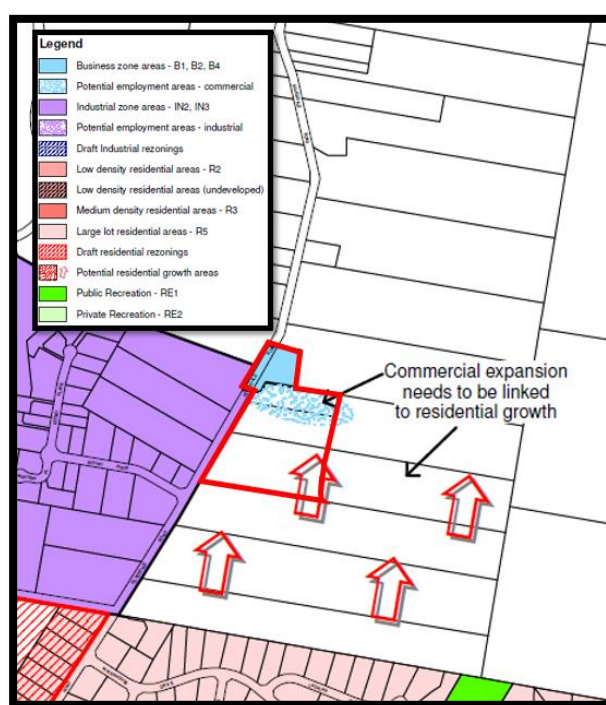 Legend
Business zone areas - B1, B2, B4
Potential employment areas - commercial
Industrial zone areas - IN2, IN3
Potential employment areas - industrial
Draft Industrial rezonings
Low density residential areas - R2
Low density residential areas (undeveloped)
Medium density residential areas - R3
Large lot residential areas - R5
Draft residential rezonings
Potential residential growth areas
Public Recreation - RE1
Private Recreation - RE2
Commercial expansion
needs to be linked
to residential growth